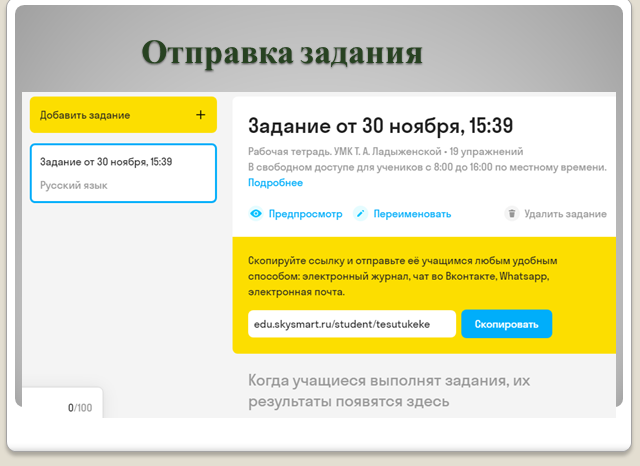 Отправка задания
Добавить задание +
Задание от 30 ноября, 15:39
Русский язык
Задание от 30 ноября, 15:39
Рабочая тетрадь. УМК Т. А. Ладыженской • 19 упражнений
В свободном доступе для учеников с 8:00 до 16:00 по местному времени.
Подробнее
Предпросмотр Переименовать Удалить задание
Скопируйте ссылку и отправьте её учащимся любым удобным
способом: электронный журнал, чат во Вконтакте, Whatsapp,
электронная почта.
edu.skysmart.ru/student/tesutukeke Скопировать
Когда учащиеся выполнят задания, их
результаты появятся здесь
0/100